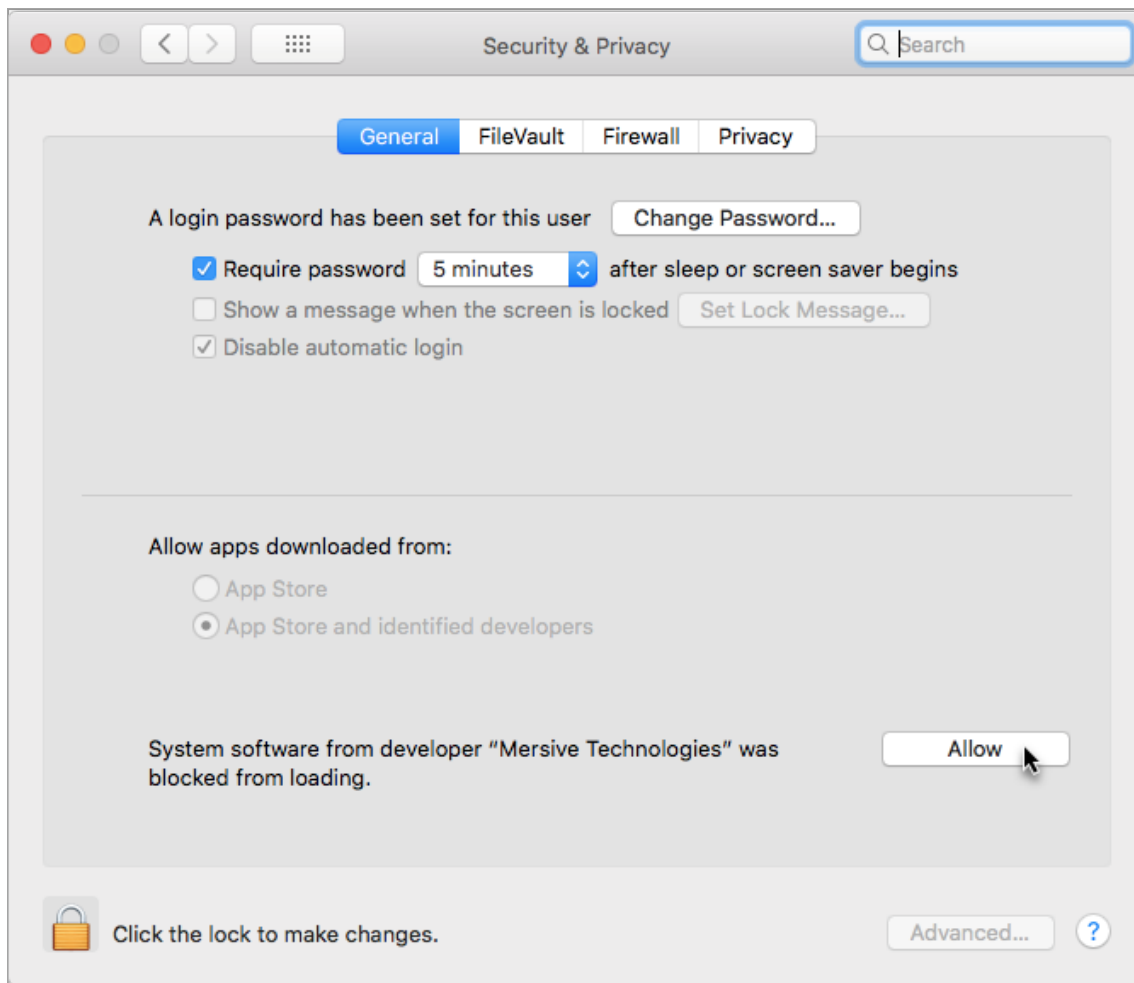 Security & Privacy
Search
General
FileVault
Firewall
Privacy
A login password has been set for this user
Change Password...
Require password
5 minutes
after sleep or screen saver begins
Show a message when the screen is locked
Set Lock Message...
Disable automatic login
Allow apps downloaded from:
App Store
App Store and identified developers
System software from developer “Mersive Technologies” was
blocked from loading.
Allow
Click the lock to make changes.
Advanced...
?